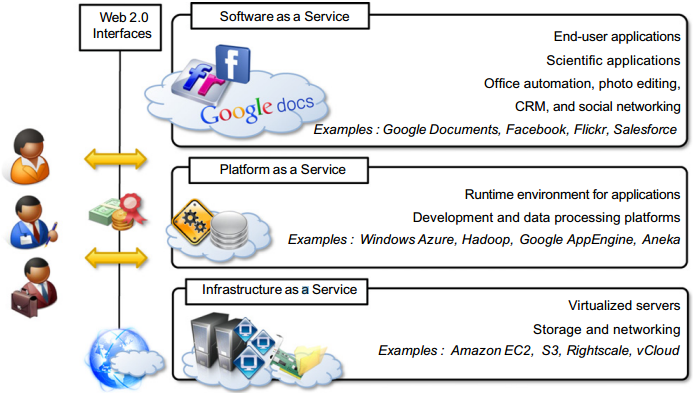 Web 2.0
Interfaces
Software as a Service
End-user applications
Scientific applications
Office automation, photo editing,
CRM, and social networking
Examples : Google Documents, Facebook, Flickr, Salesforce
f
fr
Google docs
Platform as a Service
Runtime environment for applications
Development and data processing platforms
Examples : Windows Azure, Hadoop, Google AppEngine, Aneka
Infrastructure as a Service
Virtualized servers
Storage and networking
Examples : Amazon EC2, S3, Rightscale, vCloud